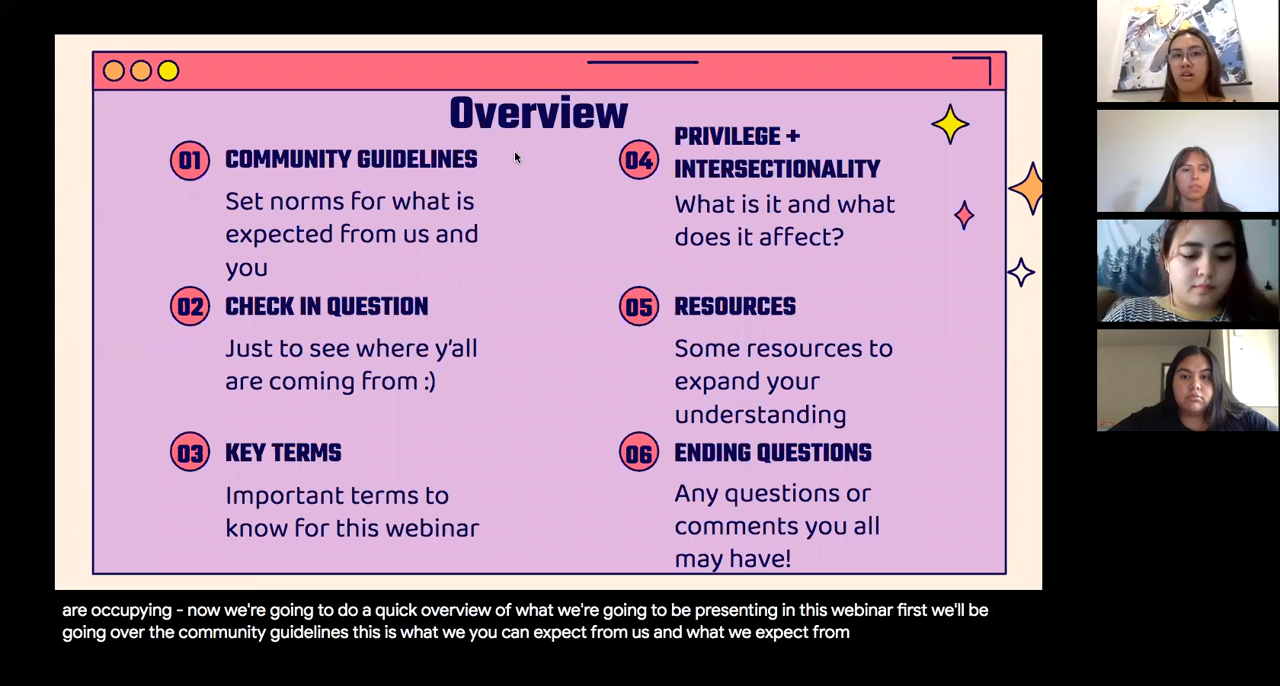 Overview
01 COMMUNITY GUIDELINES
Set norms for what is
expected from us and
you
02 CHECK IN QUESTION
Just to see where y'all
are coming from :)
03 KEY TERMS
Important terms to
know for this webinar
04 PRIVILEGE +
INTERSECTIONALITY
What is it and what
does it affect?
05 RESOURCES
Some resources to
expand your
understanding
06 ENDING QUESTIONS
Any questions or
comments you all
may have!
are occupying - now we're going to do a quick overview of what we're going to be presenting in this webinar first we'll be
going over the community guidelines this is what we you can expect from us and what we expect from